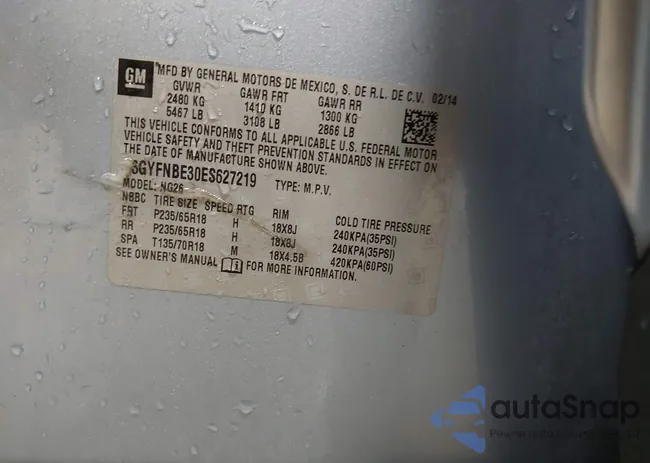 GM
MFD BY GENERAL MOTORS DE MEXICO, S. DE R.L. DE C.V. 02/14
GVWR GAWR FRT GAWR RR
2480 KG 1410 KG 1300 KG
5467 LB 3108 LB 2866 LB
THIS VEHICLE CONFORMS TO ALL APPLICABLE U.S. FEDERAL MOTOR
VEHICLE SAFETY AND THEFT PREVENTION STANDARDS IN EFFECT ON
THE DATE OF MANUFACTURE SHOWN ABOVE.
3GYFNBE30ES627219 TYPE: M.P.V.
MODEL: NG26
NBBC TIRE SIZE SPEED RTG RIM COLD TIRE PRESSURE
FRT P235/65R18 H 18X8J 240KPA(35PSI)
RR P235/65R18 H 18X8J 240KPA(35PSI)
SPA T135/70R18 M 18X4.5B 420KPA(60PSI)
SEE OWNER'S MANUAL FOR MORE INFORMATION.
autoSnap